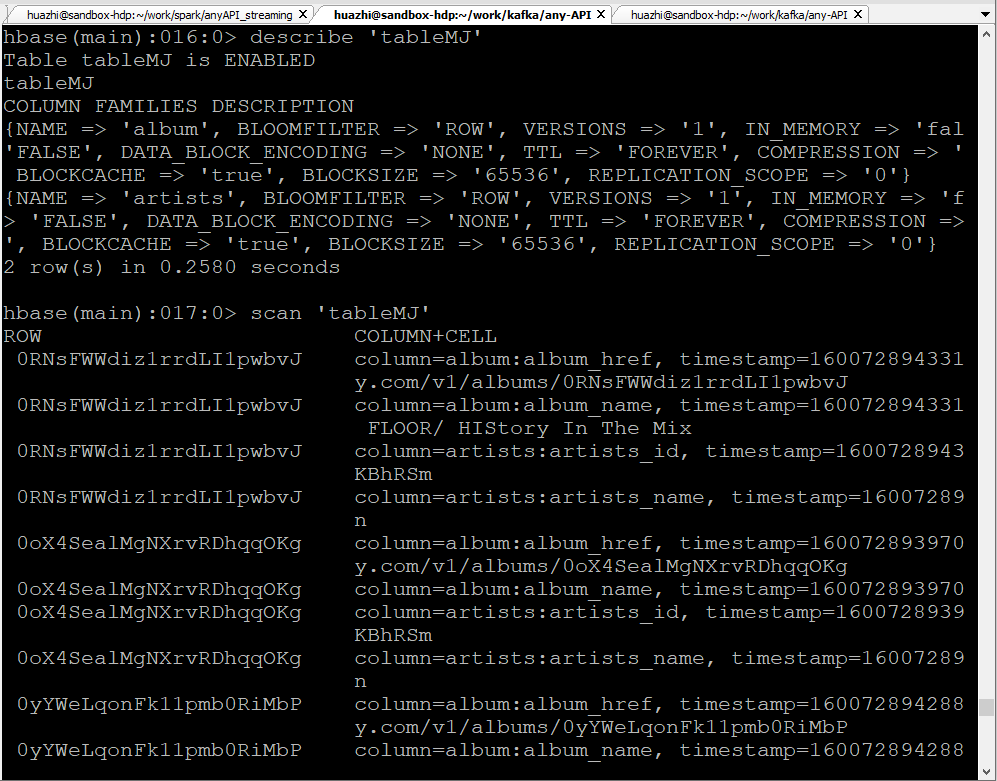 huazhi@sandbox-hdp:~/work/spark/anyAPI_streaming X huazhi@sandbox-hdp:~/work/kafka/any-API X huazhi@sandbox-hdp:~/work/kafka/any-API X
hbase(main):016:0> describe 'tableMJ'
Table tableMJ is ENABLED
tableMJ
COLUMN FAMILIES DESCRIPTION
{NAME => 'album', BLOOMFILTER => 'ROW', VERSIONS => '1', IN_MEMORY => 'fal
'FALSE', DATA_BLOCK_ENCODING => 'NONE', TTL => 'FOREVER', COMPRESSION => '
BLOCKCACHE => 'true', BLOCKSIZE => '65536', REPLICATION_SCOPE => '0'}
{NAME => 'artists', BLOOMFILTER => 'ROW', VERSIONS => '1', IN_MEMORY => 'f
> 'FALSE', DATA_BLOCK_ENCODING => 'NONE', TTL => 'FOREVER', COMPRESSION =>
', BLOCKCACHE => 'true', BLOCKSIZE => '65536', REPLICATION_SCOPE => '0'}
2 row(s) in 0.2580 seconds
hbase(main):017:0> scan 'tableMJ'
ROW COLUMN+CELL
0RNsFWWdiz1rrdLI1pwbvJ column=album:album_href, timestamp=160072894331
y.com/v1/albums/0RNsFWWdiz1rrdLI1pwbvJ
0RNsFWWdiz1rrdLI1pwbvJ column=album:album_name, timestamp=160072894331
FLOOR/ HIStory In The Mix
0RNsFWWdiz1rrdLI1pwbvJ column=artists:artists_id, timestamp=1600728943
KBhRSm
0RNsFWWdiz1rrdLI1pwbvJ column=artists:artists_name, timestamp=16007289
n
0oX4SealMgNXrvRDhqqOKg column=album:album_href, timestamp=160072893970
y.com/v1/albums/0oX4SealMgNXrvRDhqqOKg
0oX4SealMgNXrvRDhqqOKg column=album:album_name, timestamp=160072893970
0oX4SealMgNXrvRDhqqOKg column=artists:artists_id, timestamp=1600728939
KBhRSm
0oX4SealMgNXrvRDhqqOKg column=artists:artists_name, timestamp=16007289
n
0yYWeLqonFk11pmb0RiMbP column=album:album_href, timestamp=160072894288
y.com/v1/albums/0yYWeLqonFk11pmb0RiMbP
0yYWeLqonFk11pmb0RiMbP column=album:album_name, timestamp=160072894288